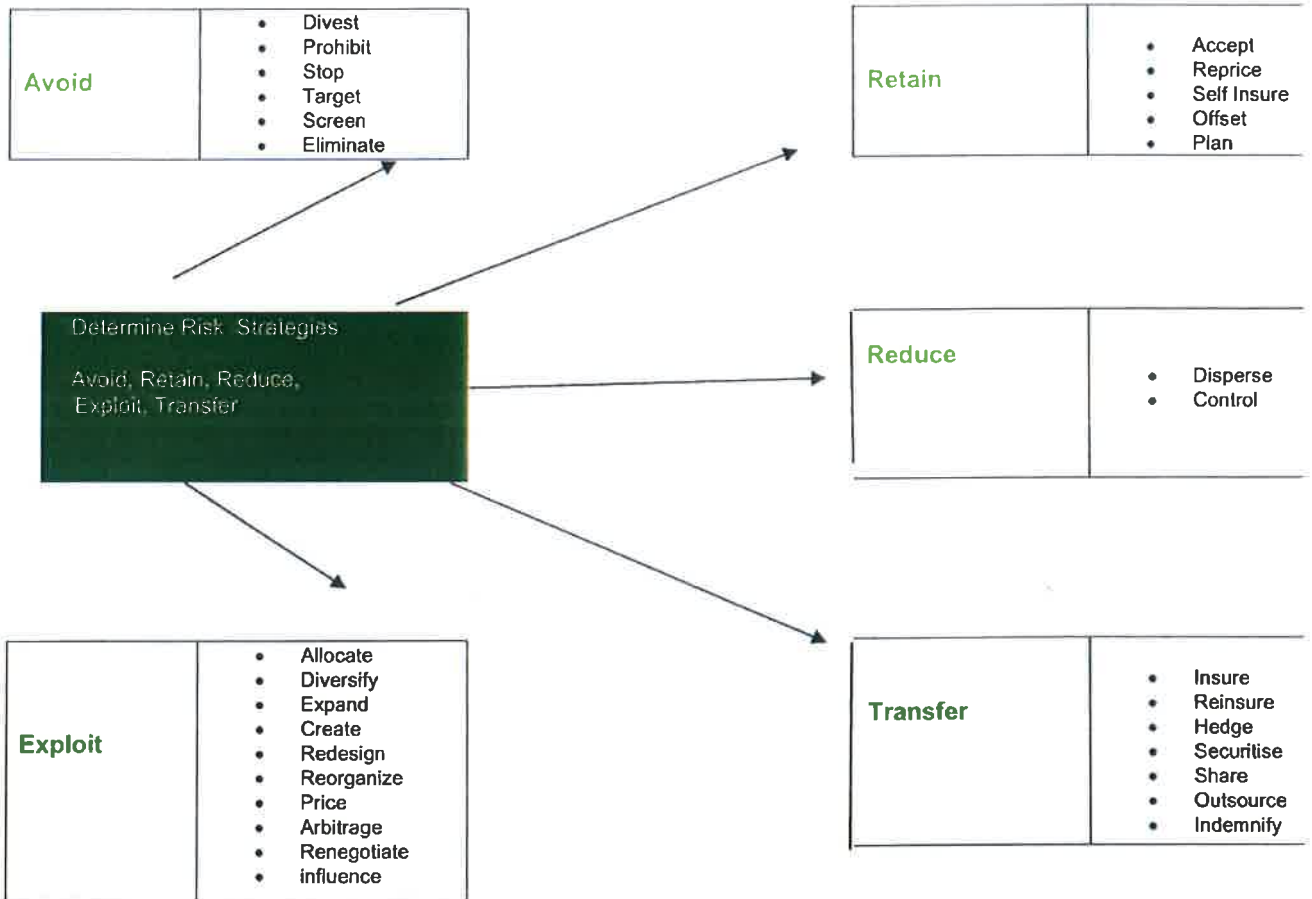 Avoid
• Divest
• Prohibit
• Stop
• Target
• Screen
• Eliminate
Retain
• Accept
• Reprice
• Self Insure
• Offset
• Plan
Determine Risk Strategies
Avoid, Retain, Reduce,
Exploit, Transfer
Reduce
• Disperse
• Control
Exploit
• Allocate
• Diversify
• Expand
• Create
• Redesign
• Reorganize
• Price
• Arbitrage
• Renegotiate
• influence
Transfer
• Insure
• Reinsure
• Hedge
• Securitise
• Share
• Outsource
• Indemnify